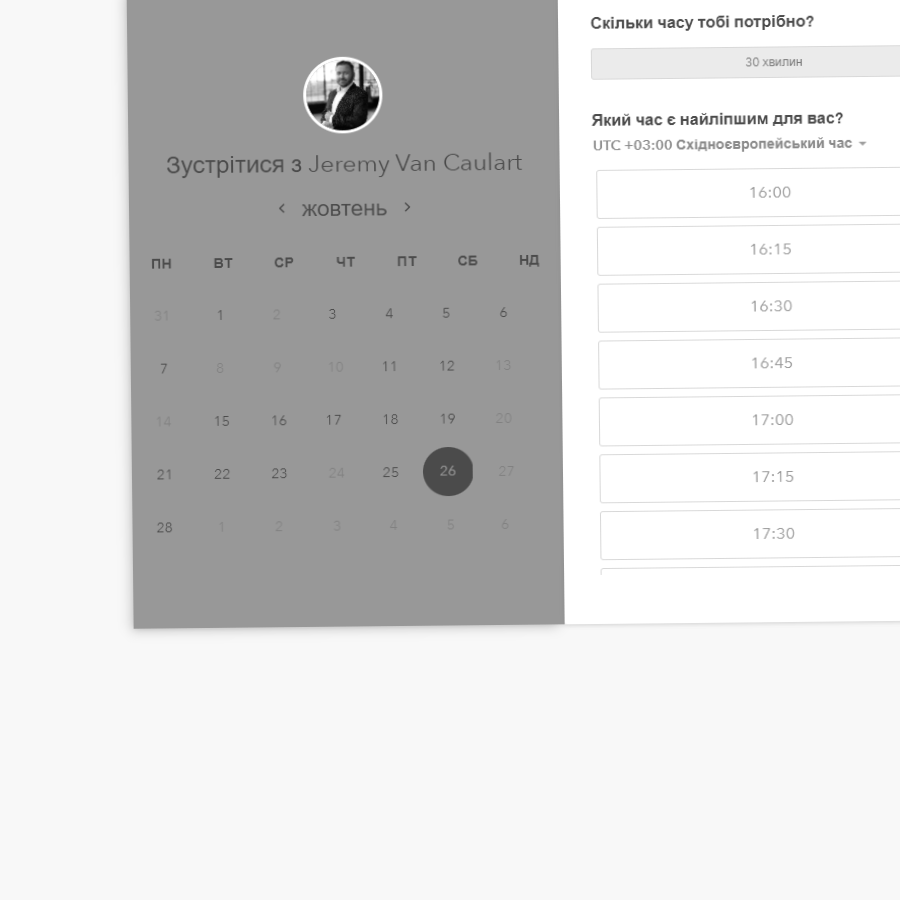 Зустрітися з Jeremy Van Caulart
жовтень
ПН ВТ СР ЧТ ПТ СБ НД
31 1 2 3 4 5 6
7 8 9 10 11 12 13
14 15 16 17 18 19 20
21 22 23 24 25 26 27
28 1 2 3 4 5 6
Скільки часу тобі потрібно?
30 хвилин
Який час є найліпшим для вас?
UTC +03:00 Східноєвропейський час
16:00
16:15
16:30
16:45
17:00
17:15
17:30